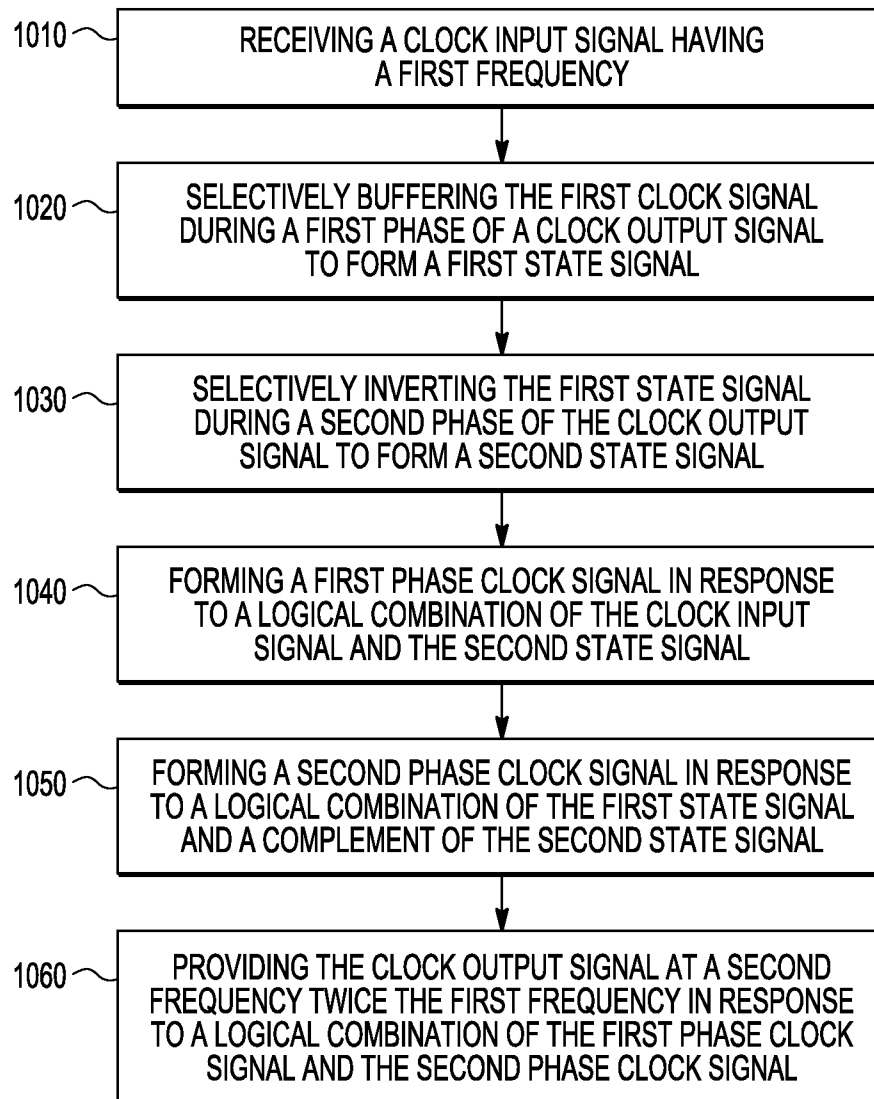 1010
RECEIVING A CLOCK INPUT SIGNAL HAVING
A FIRST FREQUENCY
1020
SELECTIVELY BUFFERING THE FIRST CLOCK SIGNAL
DURING A FIRST PHASE OF A CLOCK OUTPUT SIGNAL
TO FORM A FIRST STATE SIGNAL
1030
SELECTIVELY INVERTING THE FIRST STATE SIGNAL
DURING A SECOND PHASE OF THE CLOCK OUTPUT
SIGNAL TO FORM A SECOND STATE SIGNAL
1040
FORMING A FIRST PHASE CLOCK SIGNAL IN RESPONSE
TO A LOGICAL COMBINATION OF THE CLOCK INPUT
SIGNAL AND THE SECOND STATE SIGNAL
1050
FORMING A SECOND PHASE CLOCK SIGNAL IN RESPONSE
TO A LOGICAL COMBINATION OF THE FIRST STATE SIGNAL
AND A COMPLEMENT OF THE SECOND STATE SIGNAL
1060
PROVIDING THE CLOCK OUTPUT SIGNAL AT A SECOND
FREQUENCY TWICE THE FIRST FREQUENCY IN RESPONSE
TO A LOGICAL COMBINATION OF THE FIRST PHASE CLOCK
SIGNAL AND THE SECOND PHASE CLOCK SIGNAL